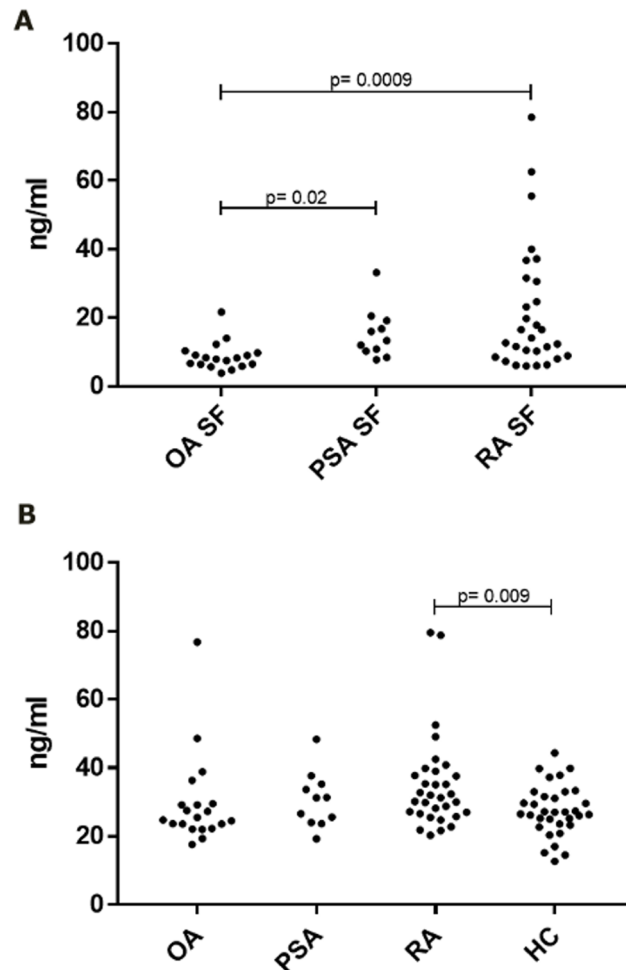 A
100
p= 0.0009
80
60
p= 0.02
ng/ml
40
20
0
OA SF
PSA SF
RA SF
B
100
p= 0.009
80
60
ng/ml
40
20
0
OA
PSA
RA
HC